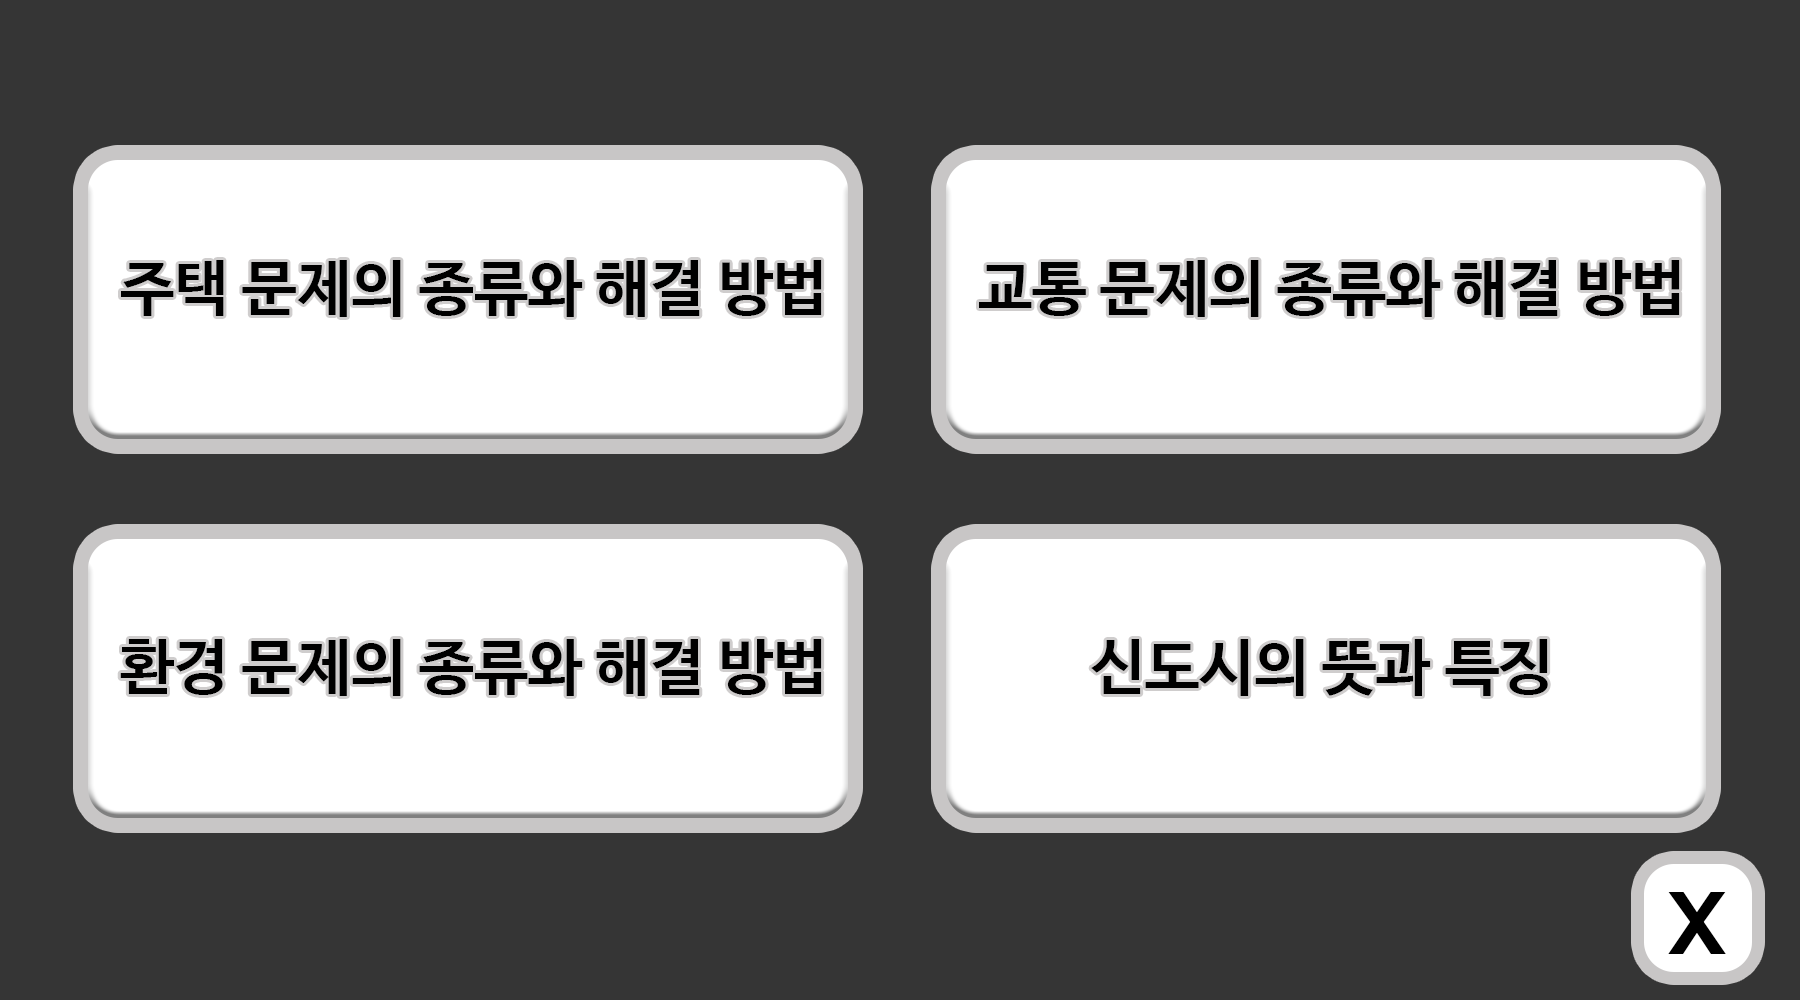 주택 문제의 종류와 해결 방법
교통 문제의 종류와 해결 방법
환경 문제의 종류와 해결 방법
신도시의 뜻과 특징
X